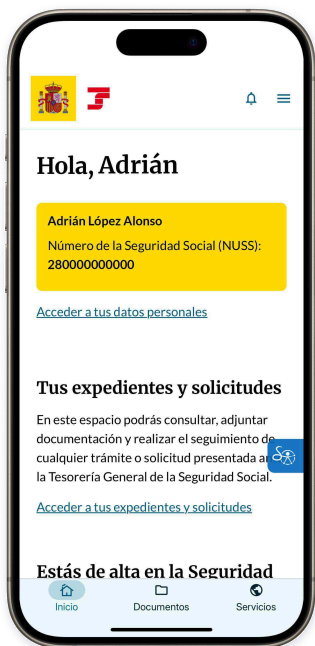 Hola, Adrián
Adrián López Alonso
Número de la Seguridad Social (NUSS):
280000000000
Acceder a tus datos personales
Tus expedientes y solicitudes
En este espacio podrás consultar, adjuntar
documentación y realizar el seguimiento de
cualquier trámite o solicitud presentada
la Tesorería General de la Seguridad Social.
Acceder a tus expedientes y solicitudes
Estás de alta en la Seguridad
Inicio
Documentos
Servicios